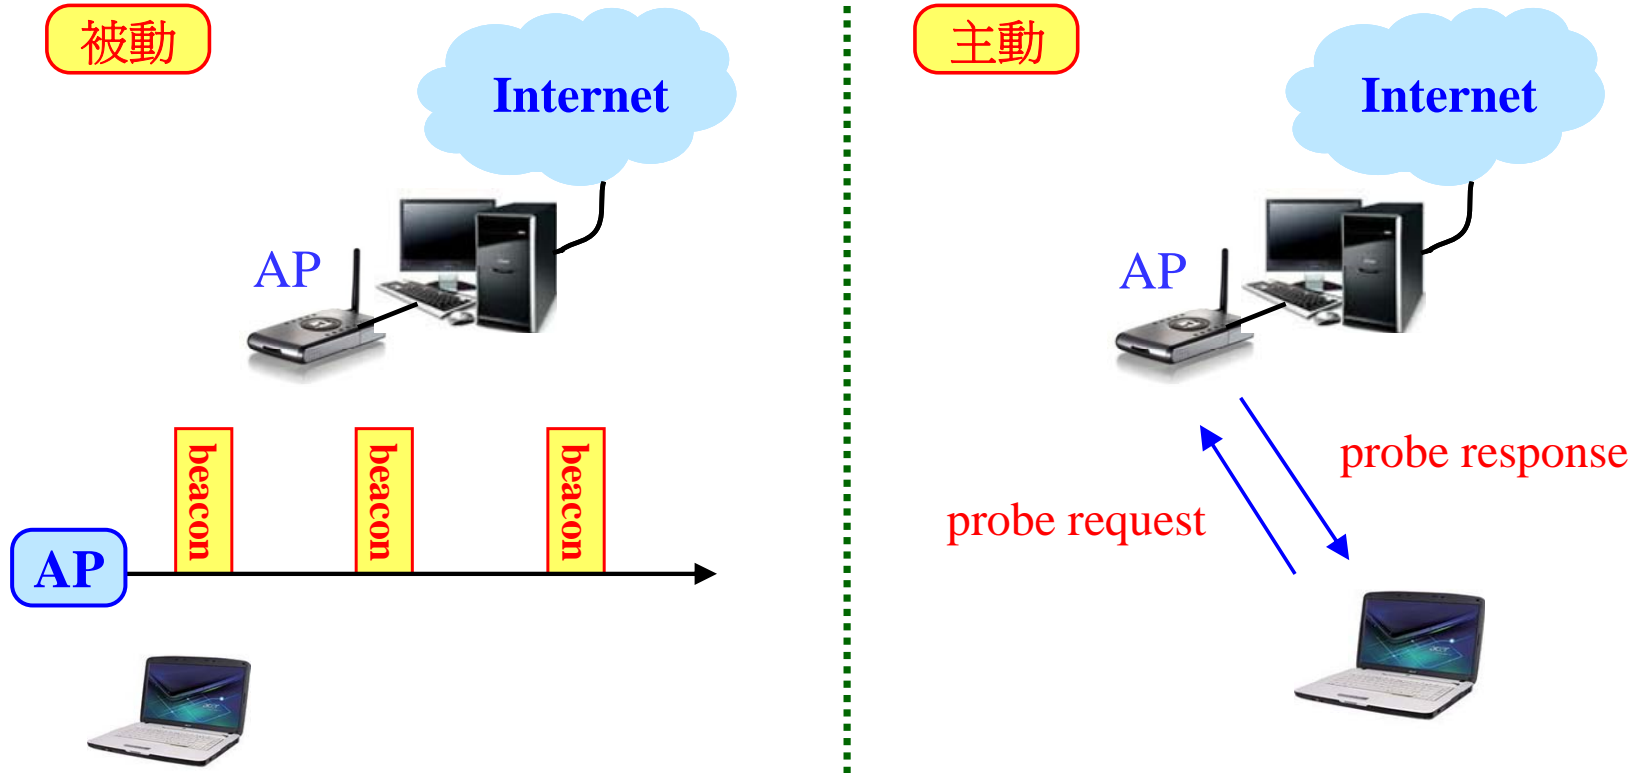 被動
Internet
AP
beacon
beacon
beacon
AP
主動
Internet
AP
probe response
probe request